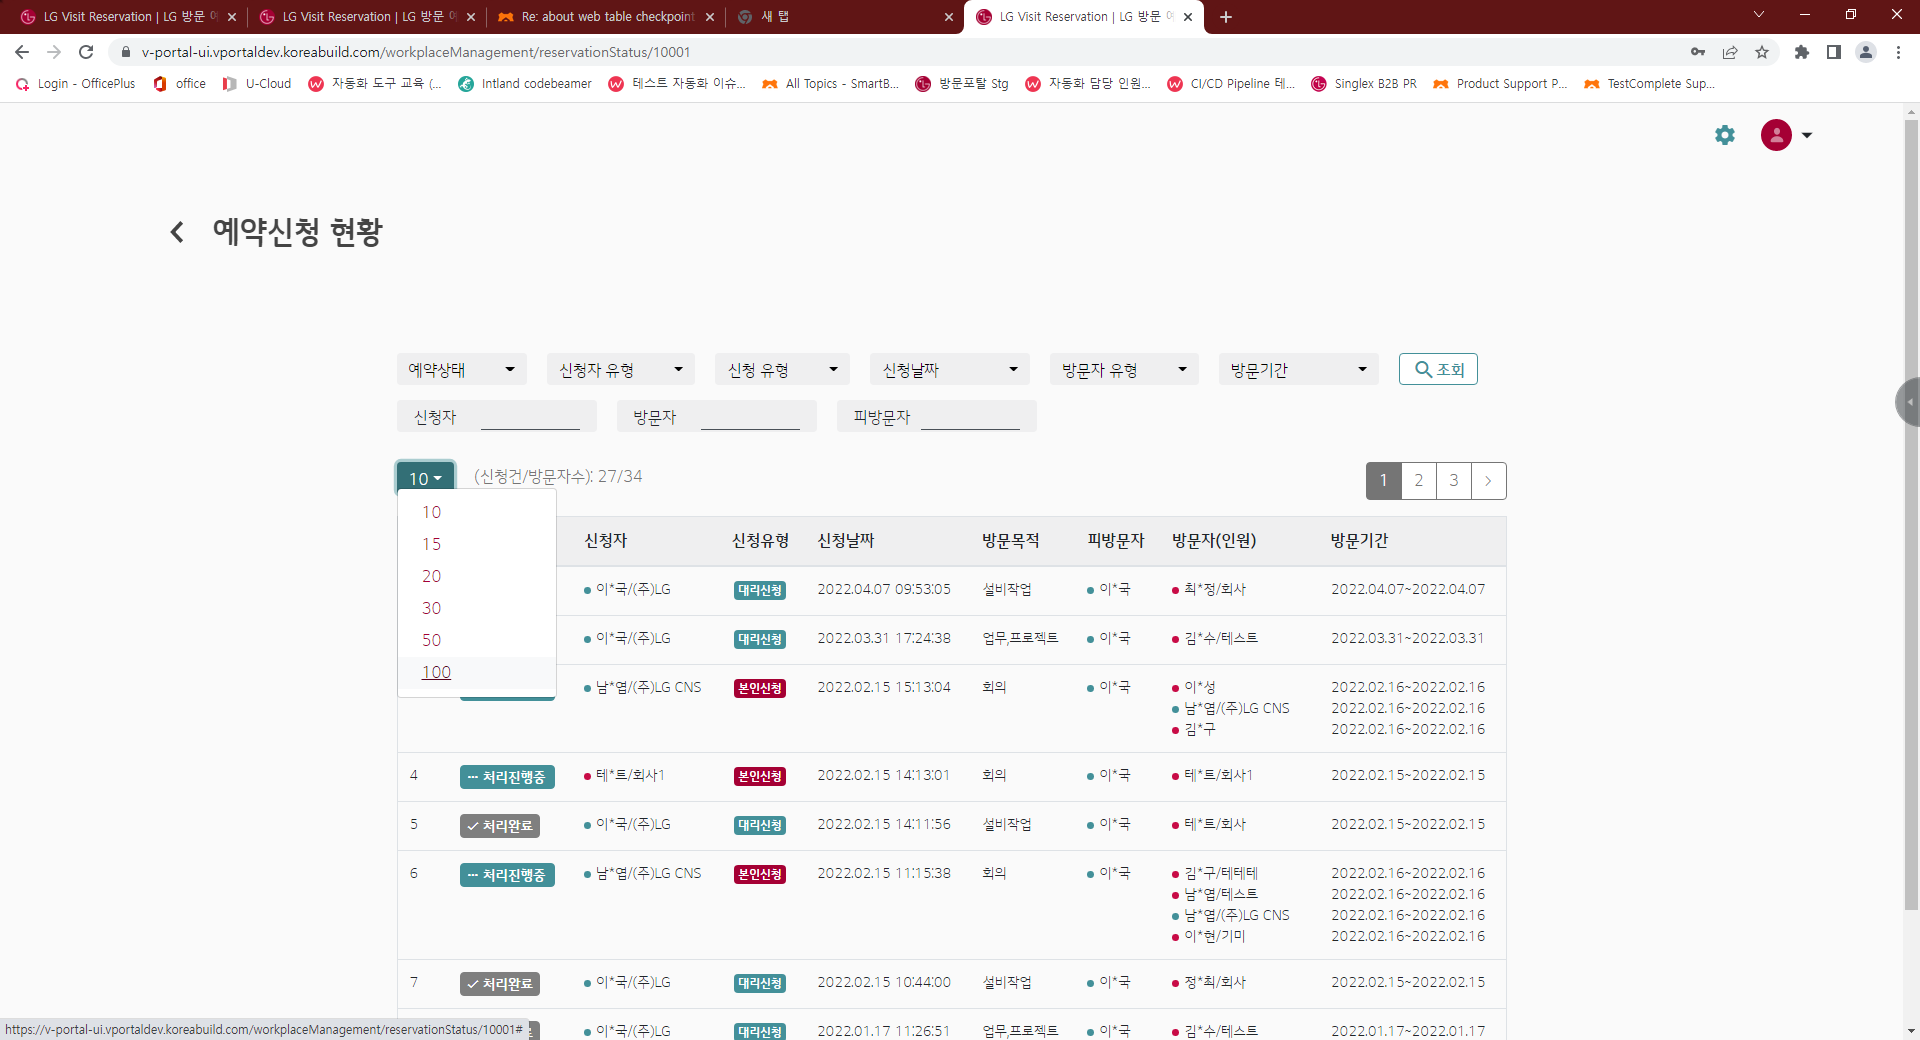 LG Visit Reservation | LG 방문 예
LG Visit Reservation | LG 방문 예
Re: about web table checkpoint
새 탭
LG Visit Reservation | LG 방문 예
v-portal-ui.vportaldev.koreabuild.com/workplaceManagement/reservationStatus/10001
Login - OfficePlus
office
U-Cloud
자동화 도구 교육 (...
Intland codebeamer
테스트 자동화 이슈...
All Topics - SmartB...
방문포탈 Stg
자동화 담당 인원...
CI/CD Pipeline 테...
Singlex B2B PR
Product Support P...
TestComplete Sup...
예약신청 현황
예약상태
신청자 유형
신청 유형
신청날짜
방문자 유형
방문기간
조회
신청자
방문자
피방문자
10
(신청건/방문자수): 27/34
1 2 3 >
10
15
20
30
50
100
신청자 신청유형 신청날짜 방문목적 피방문자 방문자(인원) 방문기간
이*국/(주)LG 대리신청 2022.04.07 09:53:05 설비작업 이*국 최*정/회사 2022.04.07~2022.04.07
이*국/(주)LG 대리신청 2022.03.31 17:24:38 업무,프로젝트 이*국 김*수/테스트 2022.03.31~2022.03.31
남*엽/(주)LG CNS 본인신청 2022.02.15 15:13:04 회의 이*국 이*성 2022.02.16~2022.02.16
남*엽/(주)LG CNS 2022.02.16~2022.02.16
김*구 2022.02.16~2022.02.16
4 처리진행중 테*트/회사1 본인신청 2022.02.15 14:13:01 회의 이*국 테*트/회사1 2022.02.15~2022.02.15
5 처리완료 이*국/(주)LG 대리신청 2022.02.15 14:11:56 설비작업 이*국 테*트/회사 2022.02.15~2022.02.15
6 처리진행중 남*엽/(주)LG CNS 본인신청 2022.02.15 11:15:38 회의 이*국 김*구/테테테 2022.02.16~2022.02.16
남*엽/테스트 2022.02.16~2022.02.16
남*엽/(주)LG CNS 2022.02.16~2022.02.16
이*현/기미 2022.02.16~2022.02.16
7 처리완료 이*국/(주)LG 대리신청 2022.02.15 10:44:00 설비작업 이*국 정*최/회사 2022.02.15~2022.02.15
이*국/(주)LG 대리신청 2022.01.17 11:26:51 업무,프로젝트 이*국 김*수/테스트 2022.01.17~2022.01.17
https://v-portal-ui.vportaldev.koreabuild.com/workplaceManagement/reservationStatus/10001#